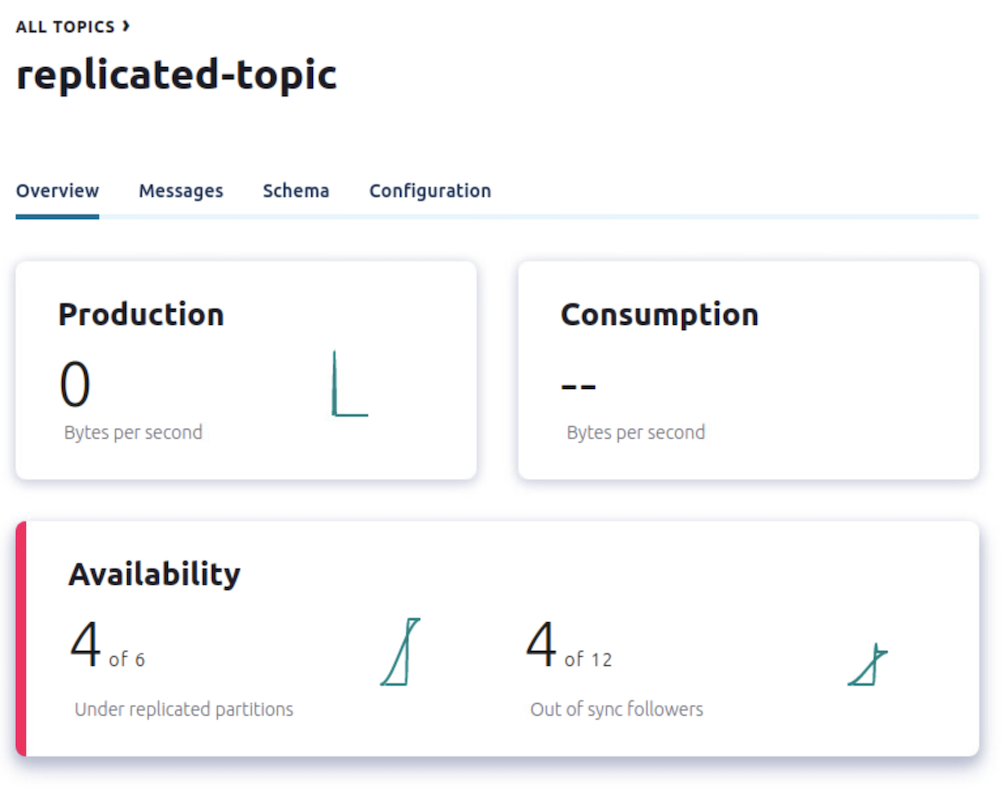 ALL TOPICS ›
replicated-topic
Overview Messages Schema Configuration
Production
0
Bytes per second
Consumption
--
Bytes per second
Availability
4 of 6
Under replicated partitions
4 of 12
Out of sync followers